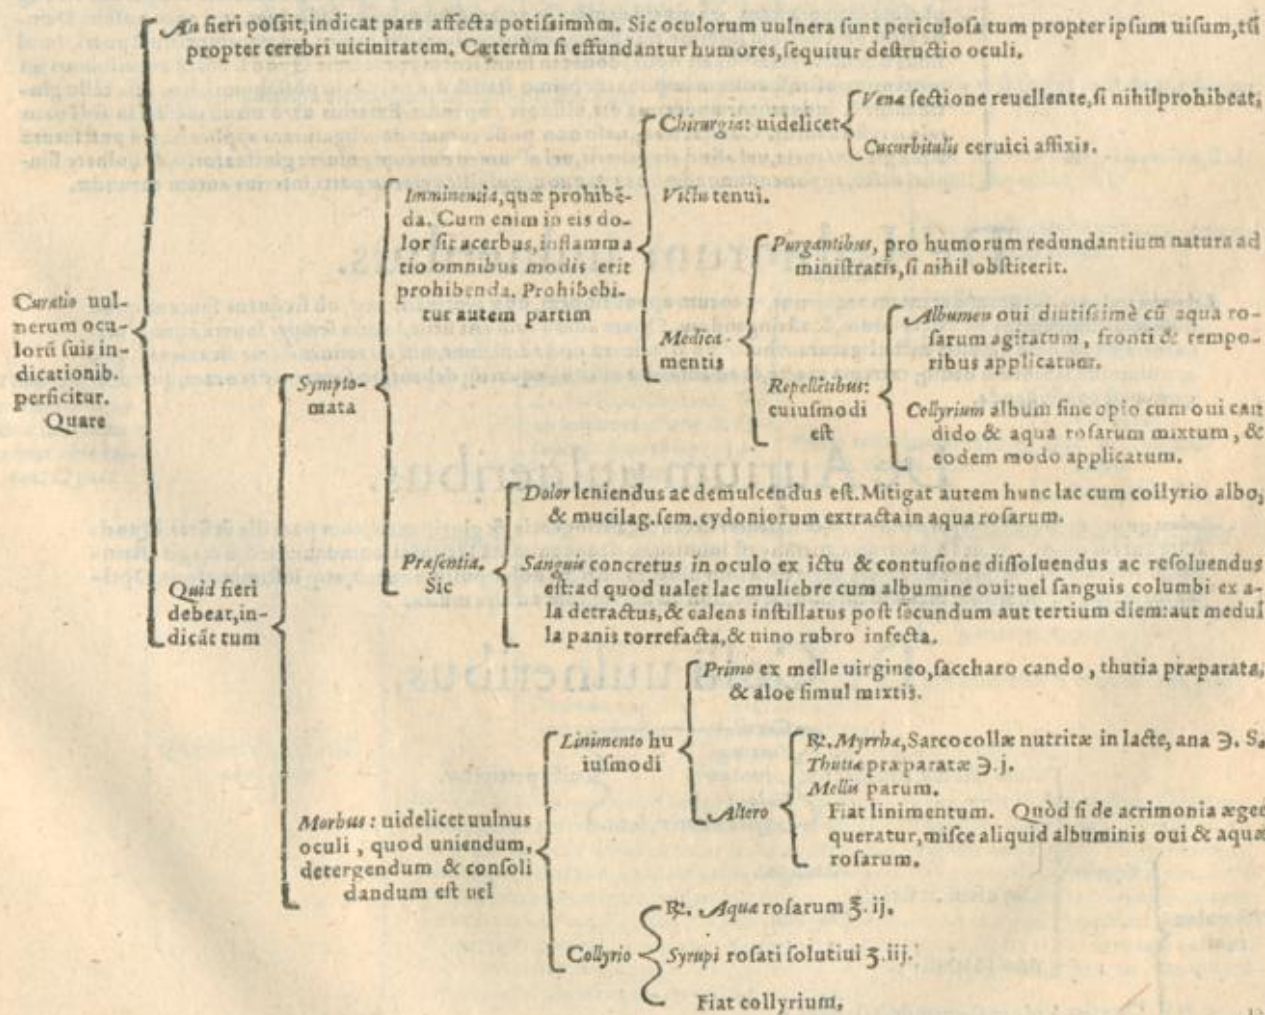 An fieri poſsit, indicat pars affecta potiſsimùm. Sic oculorum uulnera ſunt periculoſa tum propter ipſum uiſum, tũ
propter cerebri uicinitatem. Cæterùm ſi effundantur humores, ſequitur deſtructio oculi.
Curatio uul-
nerum ocu-
lorũ ſuis in-
dicationib.
perficitur.
Quare
Quid fieri
debeat, in-
dicãt tum
Sympto-
mata
Imminentia, quæ prohibẽ-
da. Cum enim in eis do-
lor ſit acerbus, inflamma
tio omnibus modis erit
prohibenda. Prohibebi-
tur autem partim
Chirurgia: uidelicet
Venæ ſectione reuellente, ſi nihil prohibeat,
Cucurbitulis ceruici affixis.
Victu tenui.
Medica-
mentis
Purgantibus, pro humorum redundantium natura ad
miniſtratis, ſi nihil obſtiterit.
Repellẽtibus:
cuiuſmodi
eſt
Albumen oui diutiſsimè cũ aqua ro-
ſarum agitatum, fronti & tempo-
ribus applicatum.
Collyrium album ſine opio cum oui can
dido & aqua roſarum mixtum, &
eodem modo applicatum.
Præſentia.
Sic
Dolor leniendus ac demulcendus eſt. Mitigat autem hunc lac cum collyrio albo,
& mucilag. ſem. cydoniorum extracta in aqua roſarum.
Sanguis concretus in oculo ex ictu & contuſione diſſoluendus ac reſoluendus
eſt: ad quod ualet lac muliebre cum albumine oui: uel ſanguis columbi ex a-
la detractus, & calens inſtillatus poſt ſecundum aut tertium diem: aut medul
la panis torrefacta, & uino rubro infecta.
Morbus: uidelicet uulnus
oculi, quod uniendum,
detergendum & conſoli
dandum eſt uel
Linimento hu
iuſmodi
Primo ex melle uirgineo, ſaccharo cando, thutia præparata,
& aloe ſimul mixtis.
Altero
℞. Myrrhæ, Sarcocollæ nutritæ in lacte, ana ℈. S.
Thutiæ præparatæ ℈. j.
Mellis parum.
Fiat linimentum. Quòd ſi de acrimonia æger
queratur, miſce aliquid albuminis oui & aquæ
roſarum.
Collyrio
℞. Aquæ roſarum ℥. ij.
Syrupi roſati ſolutiui ʒ. iij.
Fiat collyrium.